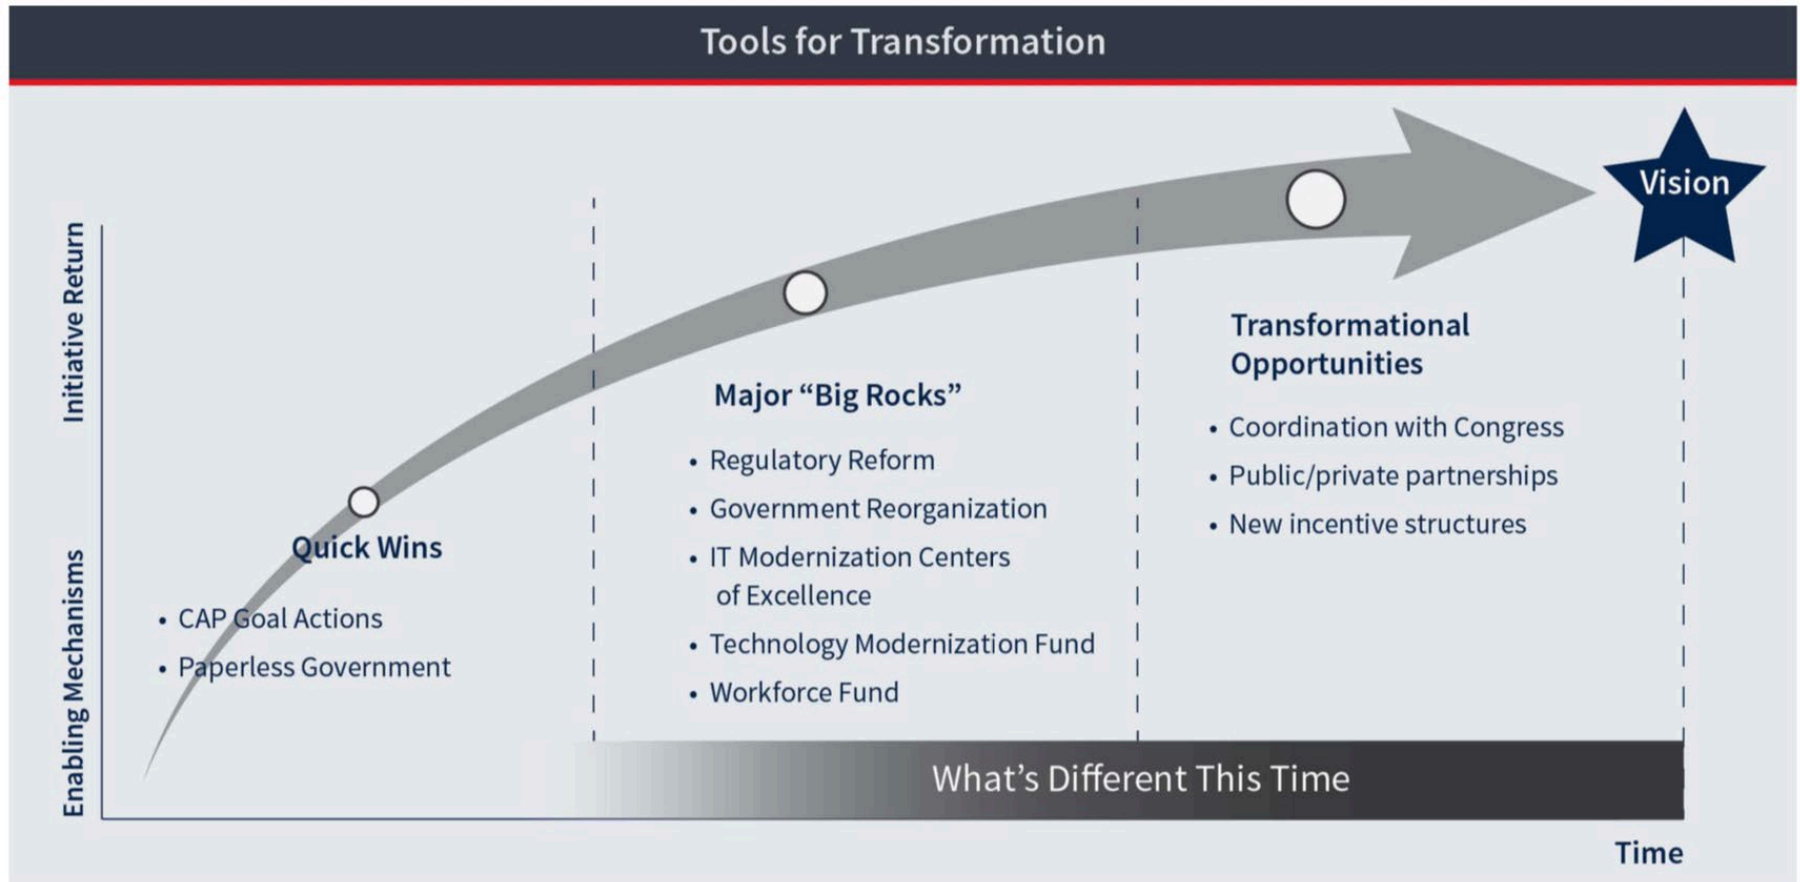 Tools for Transformation
Vision
Initiative Return
Enabling Mechanisms
Quick Wins
• CAP Goal Actions
• Paperless Government
Major “Big Rocks”
• Regulatory Reform
• Government Reorganization
• IT Modernization Centers
of Excellence
• Technology Modernization Fund
• Workforce Fund
Transformational
Opportunities
• Coordination with Congress
• Public/private partnerships
• New incentive structures
What’s Different This Time
Time